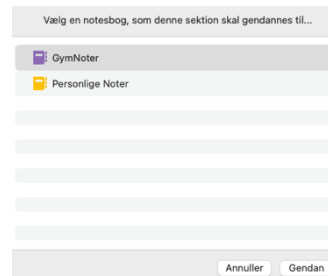 Vælg en notesbog, som denne sektion skal gendannes til...
GymNoter
Personlige Noter
Annuller Gendan